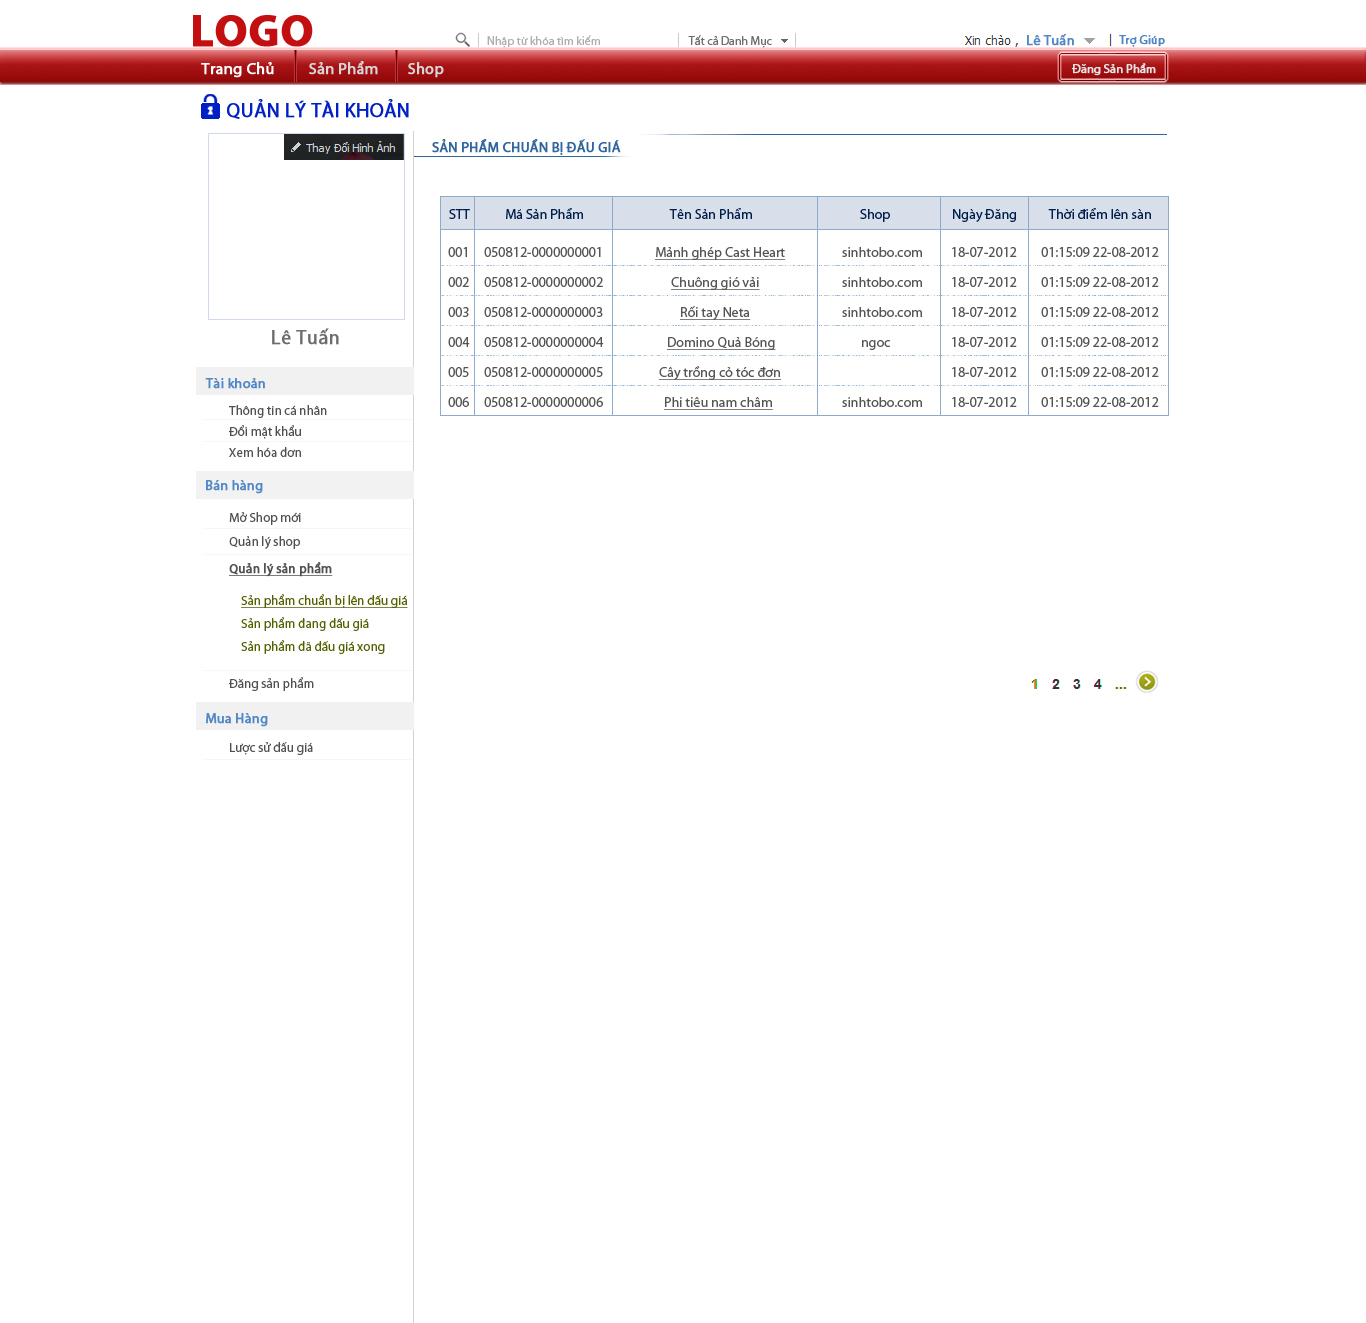 LOGO
Nhập từ khóa tìm kiếm
Tất cả Danh Mục
Xin chào , Lê Tuấn
Trợ Giúp
Trang Chủ
Sản Phẩm
Shop
Đăng Sản Phẩm
QUẢN LÝ TÀI KHOẢN
Thay Đổi Hình Ảnh
Lê Tuấn
Tài khoản
Thông tin cá nhân
Đổi mật khẩu
Xem hóa đơn
Bán hàng
Mở Shop mới
Quản lý shop
Quản lý sản phẩm
Sản phẩm chuẩn bị lên đấu giá
Sản phẩm đang đấu giá
Sản phẩm đã đấu giá xong
Đăng sản phẩm
Mua Hàng
Lược sử đấu giá
SẢN PHẨM CHUẨN BỊ ĐẤU GIÁ
STT Mã Sản Phẩm Tên Sản Phẩm Shop Ngày Đăng Thời điểm lên sàn
001 050812-0000000001 Mảnh ghép Cast Heart sinhtobo.com 18-07-2012 01:15:09 22-08-2012
002 050812-0000000002 Chuông gió vải sinhtobo.com 18-07-2012 01:15:09 22-08-2012
003 050812-0000000003 Rối tay Neta sinhtobo.com 18-07-2012 01:15:09 22-08-2012
004 050812-0000000004 Domino Quả Bóng ngoc 18-07-2012 01:15:09 22-08-2012
005 050812-0000000005 Cây trồng cỏ tóc đơn 18-07-2012 01:15:09 22-08-2012
006 050812-0000000006 Phi tiêu nam châm sinhtobo.com 18-07-2012 01:15:09 22-08-2012
1 2 3 4 ...